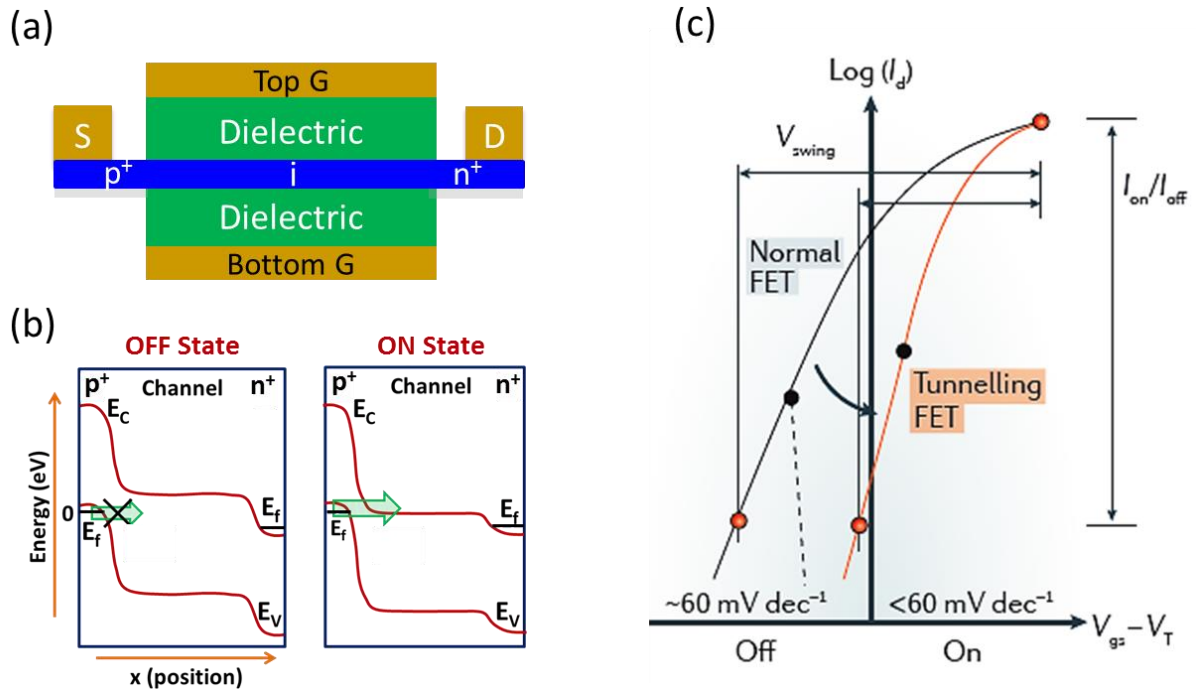 (a)
Top G
S
Dielectric
D
p+
i
n+
Dielectric
Bottom G
(b)
OFF State
ON State
p+
Channel
n+
EC
Ef
0
Ef
EV
p+
Channel
n+
EC
Ef
Ef
EV
Energy (eV)
x (position)
(c)
Log (Id)
Vswing
Ion/Ioff
Normal
FET
Tunnelling
FET
~60 mV dec−1
<60 mV dec−1
Vgs − VT
Off
On